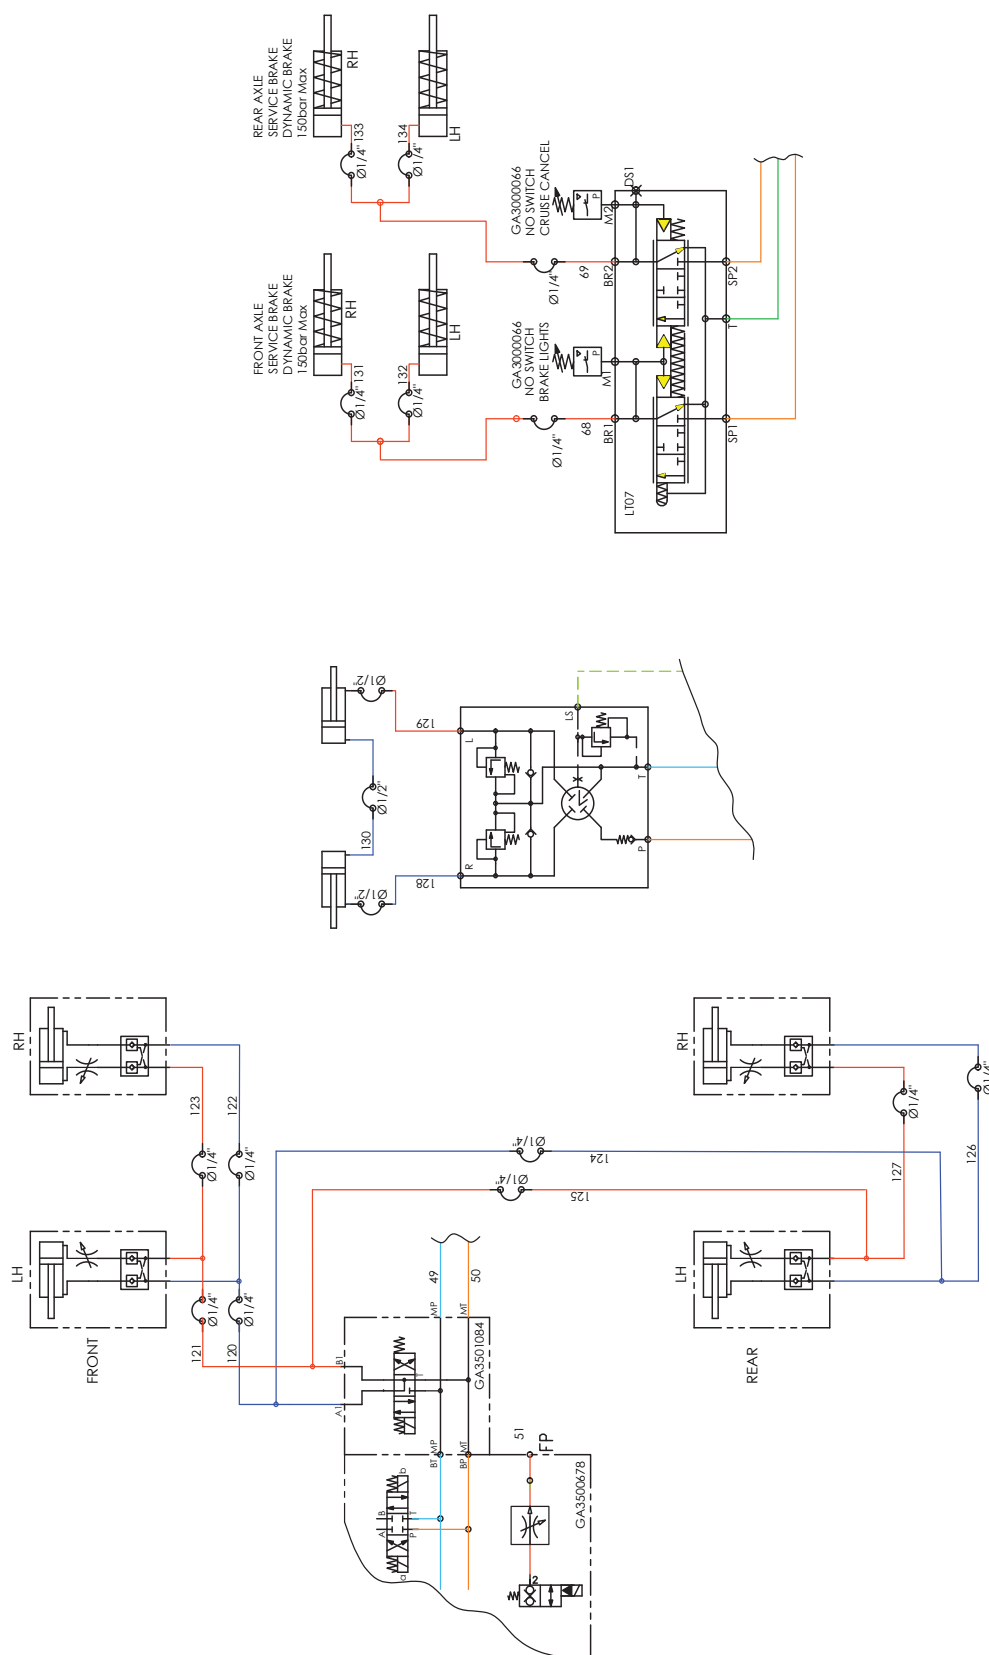 REAR AXLE
SERVICE BRAKE
DYNAMIC BRAKE
150bar Max
RH
LH
133
134
Ø1/4"
Ø1/4"
FRONT AXLE
SERVICE BRAKE
DYNAMIC BRAKE
150bar Max
RH
LH
131
132
Ø1/4"
Ø1/4"
GA3000066
NO SWITCH
CRUISE CANCEL
P
M2
DS1
69
Ø1/4"
BR2
SP2
GA3000066
NO SWITCH
BRAKE LIGHTS
P
M1
T
68
Ø1/4"
BR1
SP1
LT07
Ø1/2"
129
Ø1/2"
130
Ø1/2"
128
L
R
LS
T
P
RH
123
122
Ø1/4"
Ø1/4"
LH
121
120
Ø1/4"
Ø1/4"
FRONT
Ø1/4"
124
Ø1/4"
125
RH
Ø1/4"
Ø1/4"
127
126
LH
REAR
49
50
MP
MT
B1
A1
GA3501084
MP
MT
BT
BP
b
B
A
T
P
a
51
FP
2
GA3500678